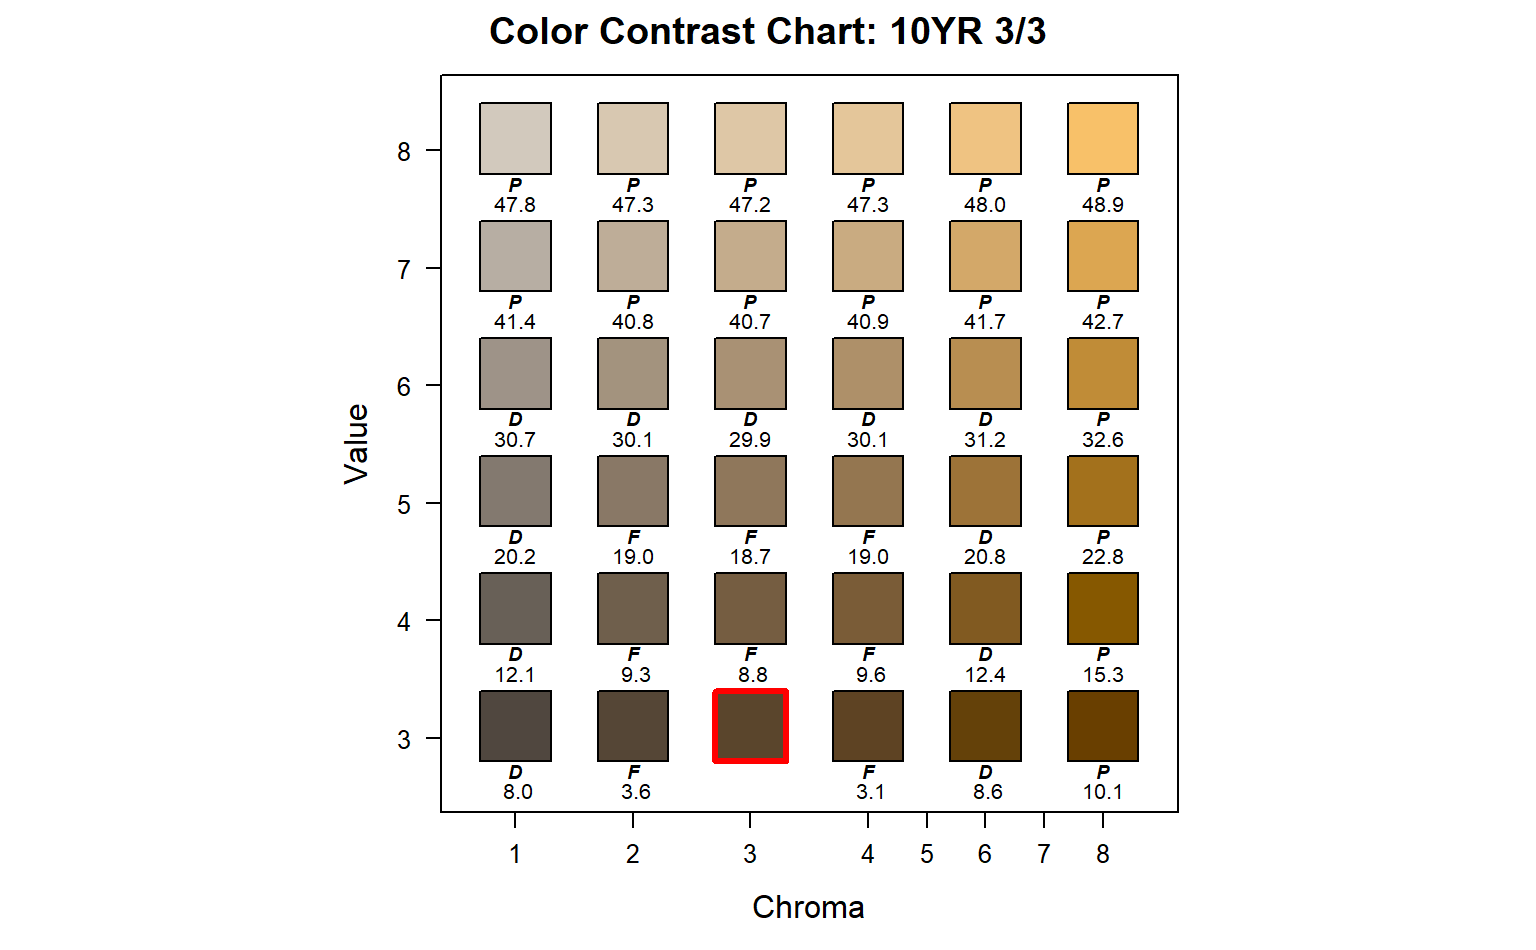 Color Contrast Chart: 10YR 3/3
8
P P P P P P
47.8 47.3 47.2 47.3 48.0 48.9
7
P P P P P P
41.4 40.8 40.7 40.9 41.7 42.7
6
D D D D D P
30.7 30.1 29.9 30.1 31.2 32.6
Value
5
D F F F D P
20.2 19.0 18.7 19.0 20.8 22.8
4
D F F F D P
12.1 9.3 8.8 9.6 12.4 15.3
3
D F F D P
8.0 3.6 3.1 8.6 10.1
1 2 3 4 5 6 7 8
Chroma